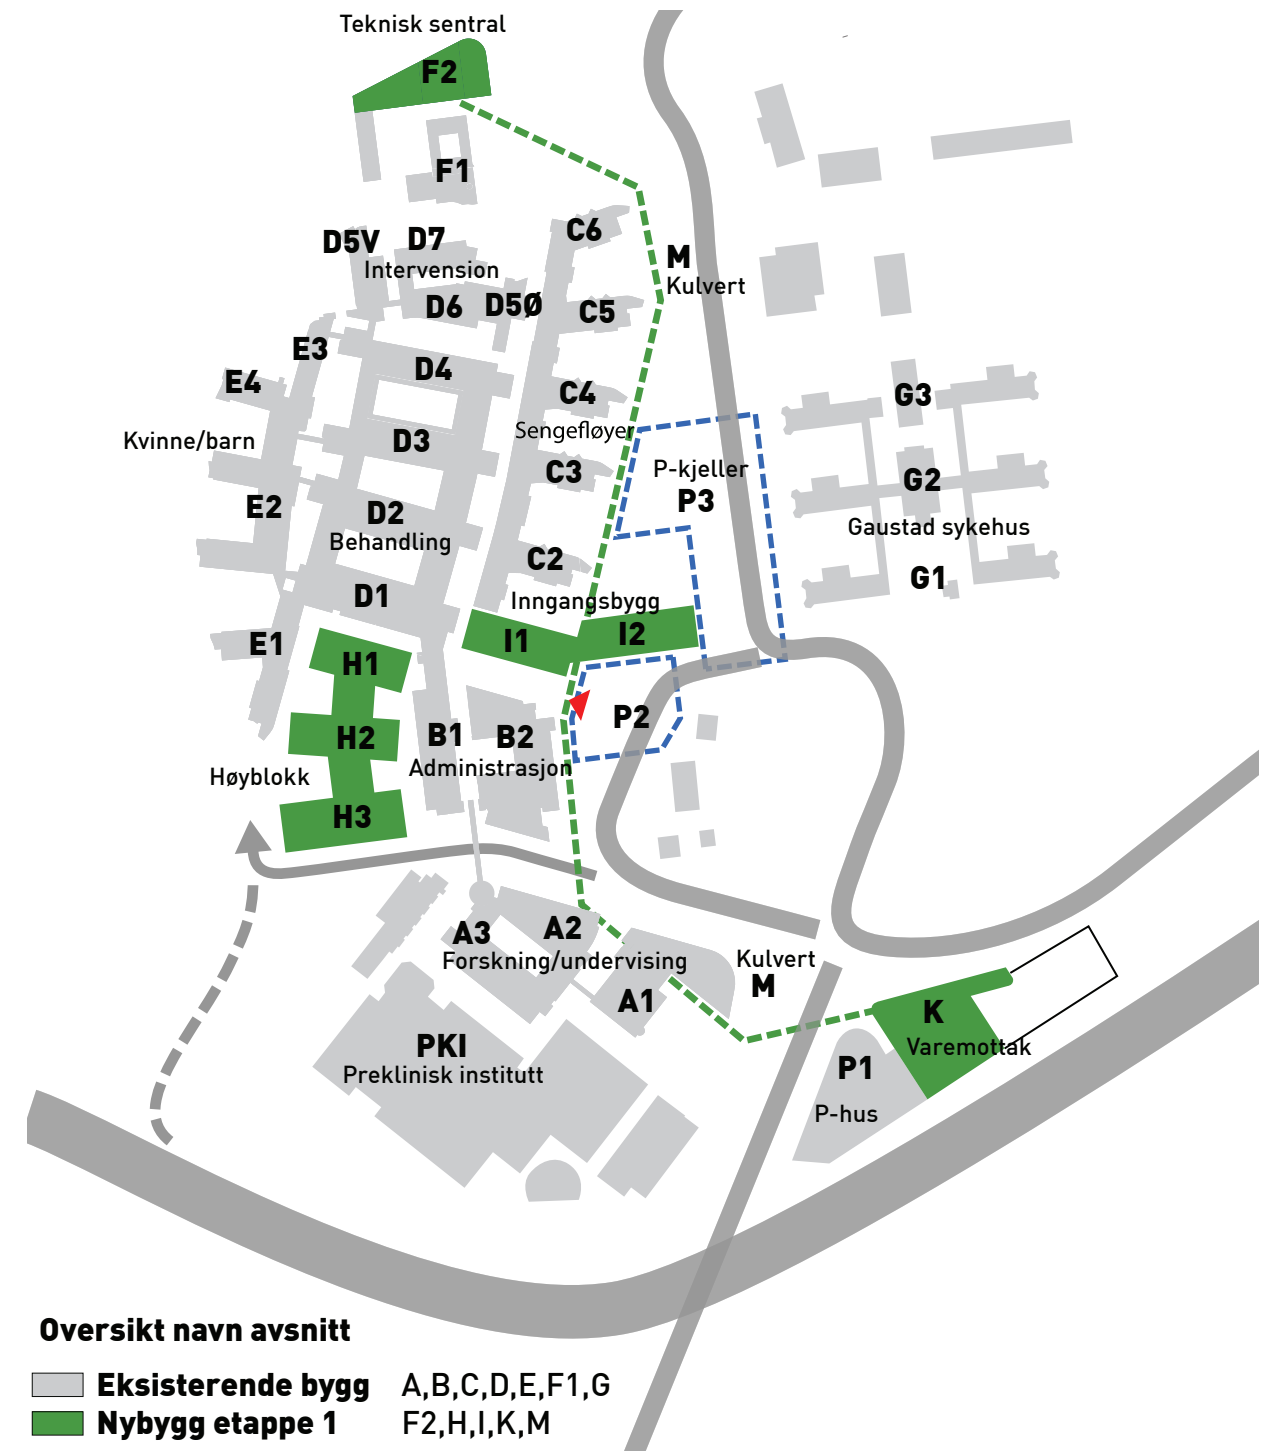 Teknisk sentral
F2
F1
C6
D5V
D7
M
Intervension
Kulvert
D6
D5Ø
C5
E3
D4
E4
C4
G3
Sengefløyer
Kvinne/barn
D3
P-kjeller
C3
G2
P3
E2
D2
Gaustad sykehus
Behandling
C2
G1
D1
Inngangsbygg
I1
I2
E1
H1
P2
H2
B1
B2
Administrasjon
Høyblokk
H3
A3
A2
Forskning/undervising
Kulvert
M
A1
K
PKI
Varemottak
Preklinisk institutt
P1
P-hus
Oversikt navn avsnitt
Eksisterende bygg A,B,C,D,E,F1,G
Nybygg etappe 1 F2,H,I,K,M